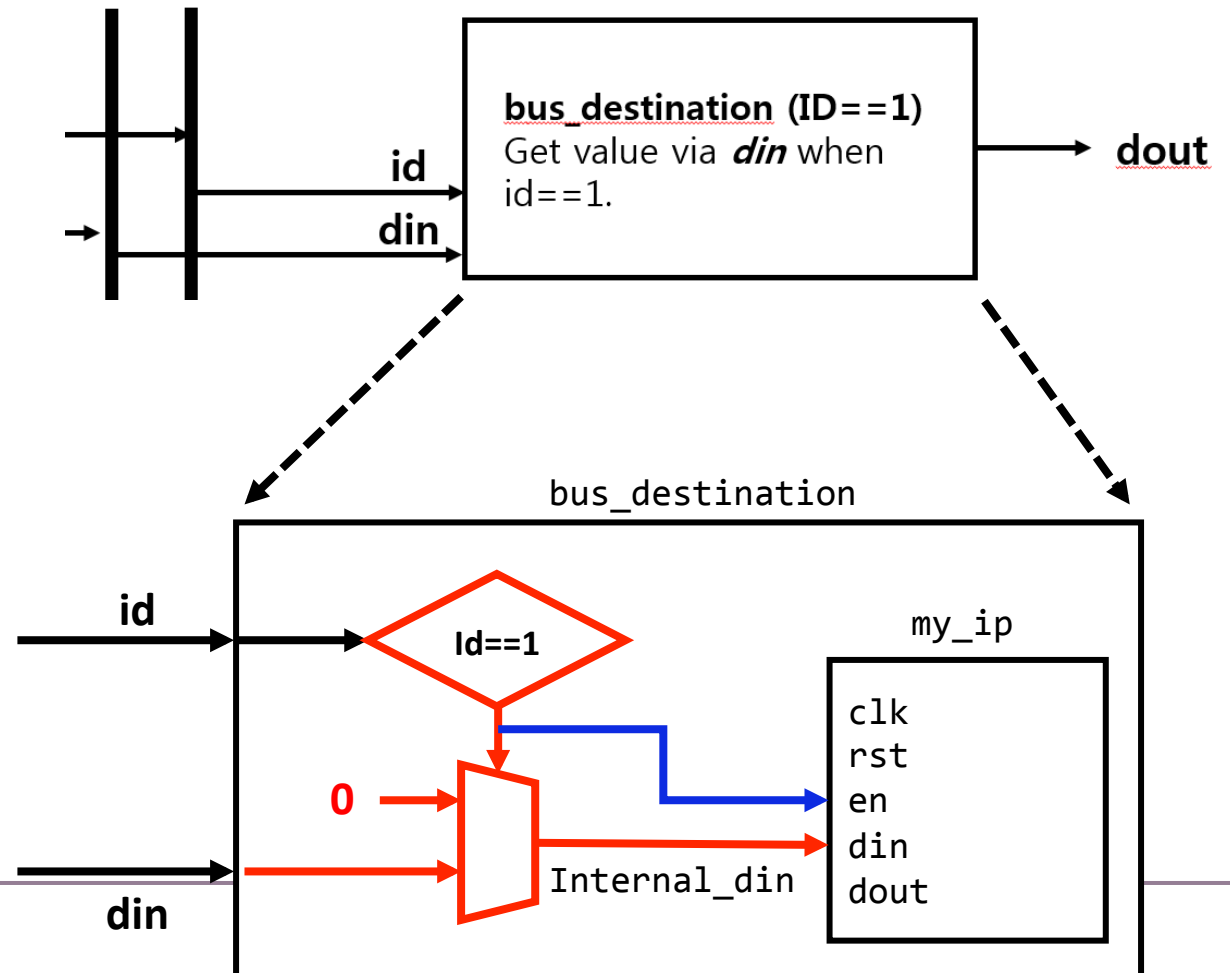 bus_destination (ID==1)
Get value via din when
id==1.
dout
id
din
bus_destination
id
Id==1
my_ip
clk
rst
en
din
dout
0
Internal_din
din